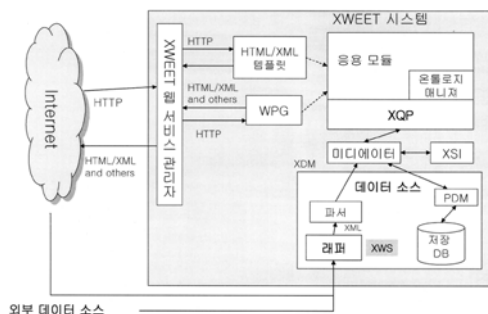 XWEET 시스템
Internet
HTTP
HTML/XML
and others
XWEET 웹 서비스 관리자
HTTP
HTML/XML
템플릿
HTML/XML
and others
HTTP
WPG
응용 모듈
온톨로지
매니져
XQP
미디에이터
XSI
XDM
데이터 소스
파서
PDM
XML
래퍼
XWS
저장
DB
외부 데이터 소스